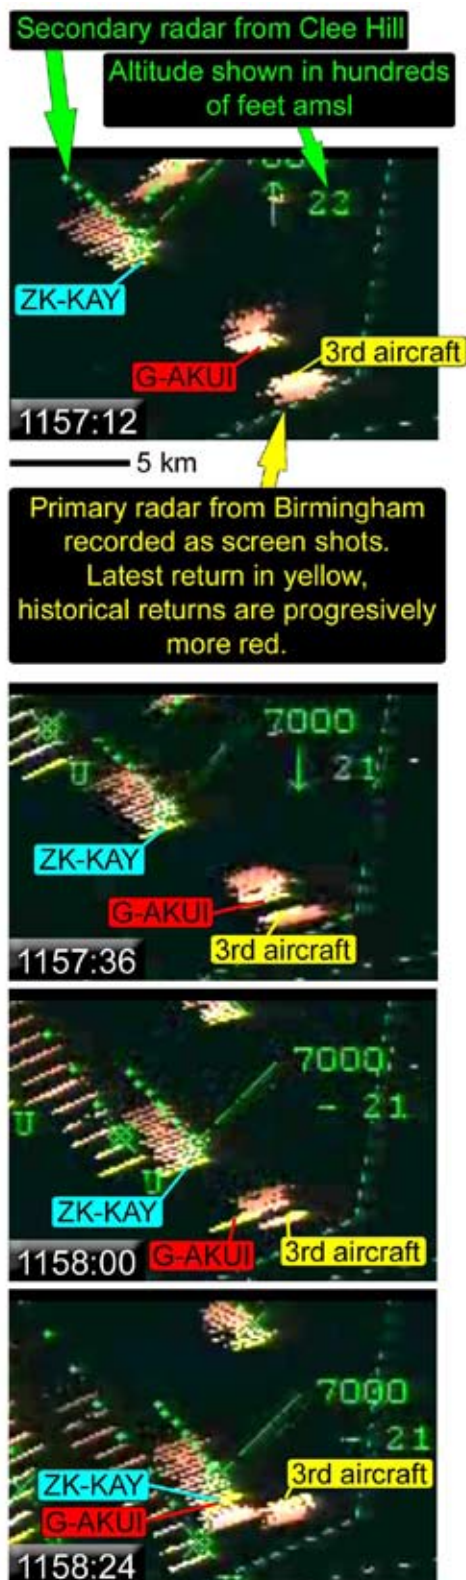 Secondary radar from Clee Hill
Altitude shown in hundreds
of feet amsl
↑ 22
ZK-KAY
3rd aircraft
G-AKUI
1157:12
5 km
Primary radar from Birmingham
recorded as screen shots.
Latest return in yellow,
historical returns are progresively
more red.
7000
U ↓ 21
ZK-KAY
G-AKUI
3rd aircraft
1157:36
7000
- 21
U
U
ZK-KAY
G-AKUI
3rd aircraft
1158:00
7000
- 21
3rd aircraft
ZK-KAY
G-AKUI
1158:24